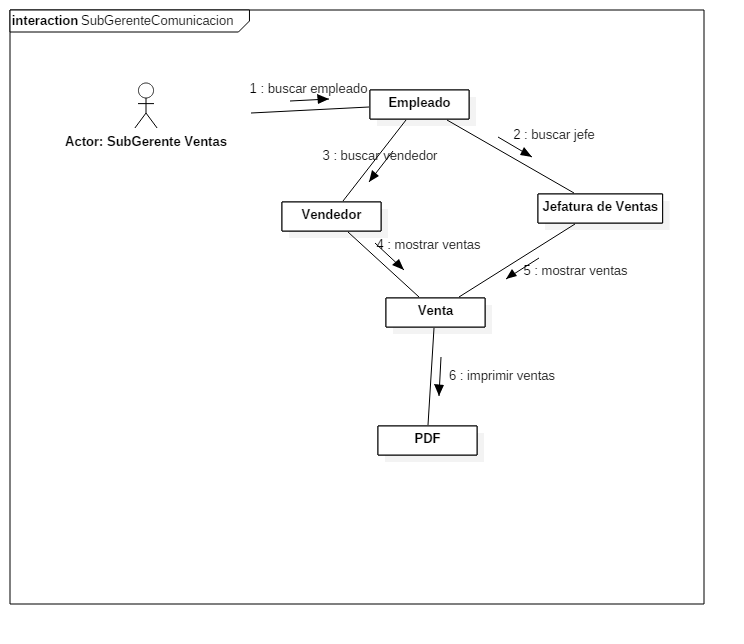 interaction SubGerenteComunicacion
1 : buscar empleado
Empleado
Actor: SubGerente Ventas
2 : buscar jefe
3 : buscar vendedor
Vendedor
Jefatura de Ventas
4 : mostrar ventas
5 : mostrar ventas
Venta
6 : imprimir ventas
PDF